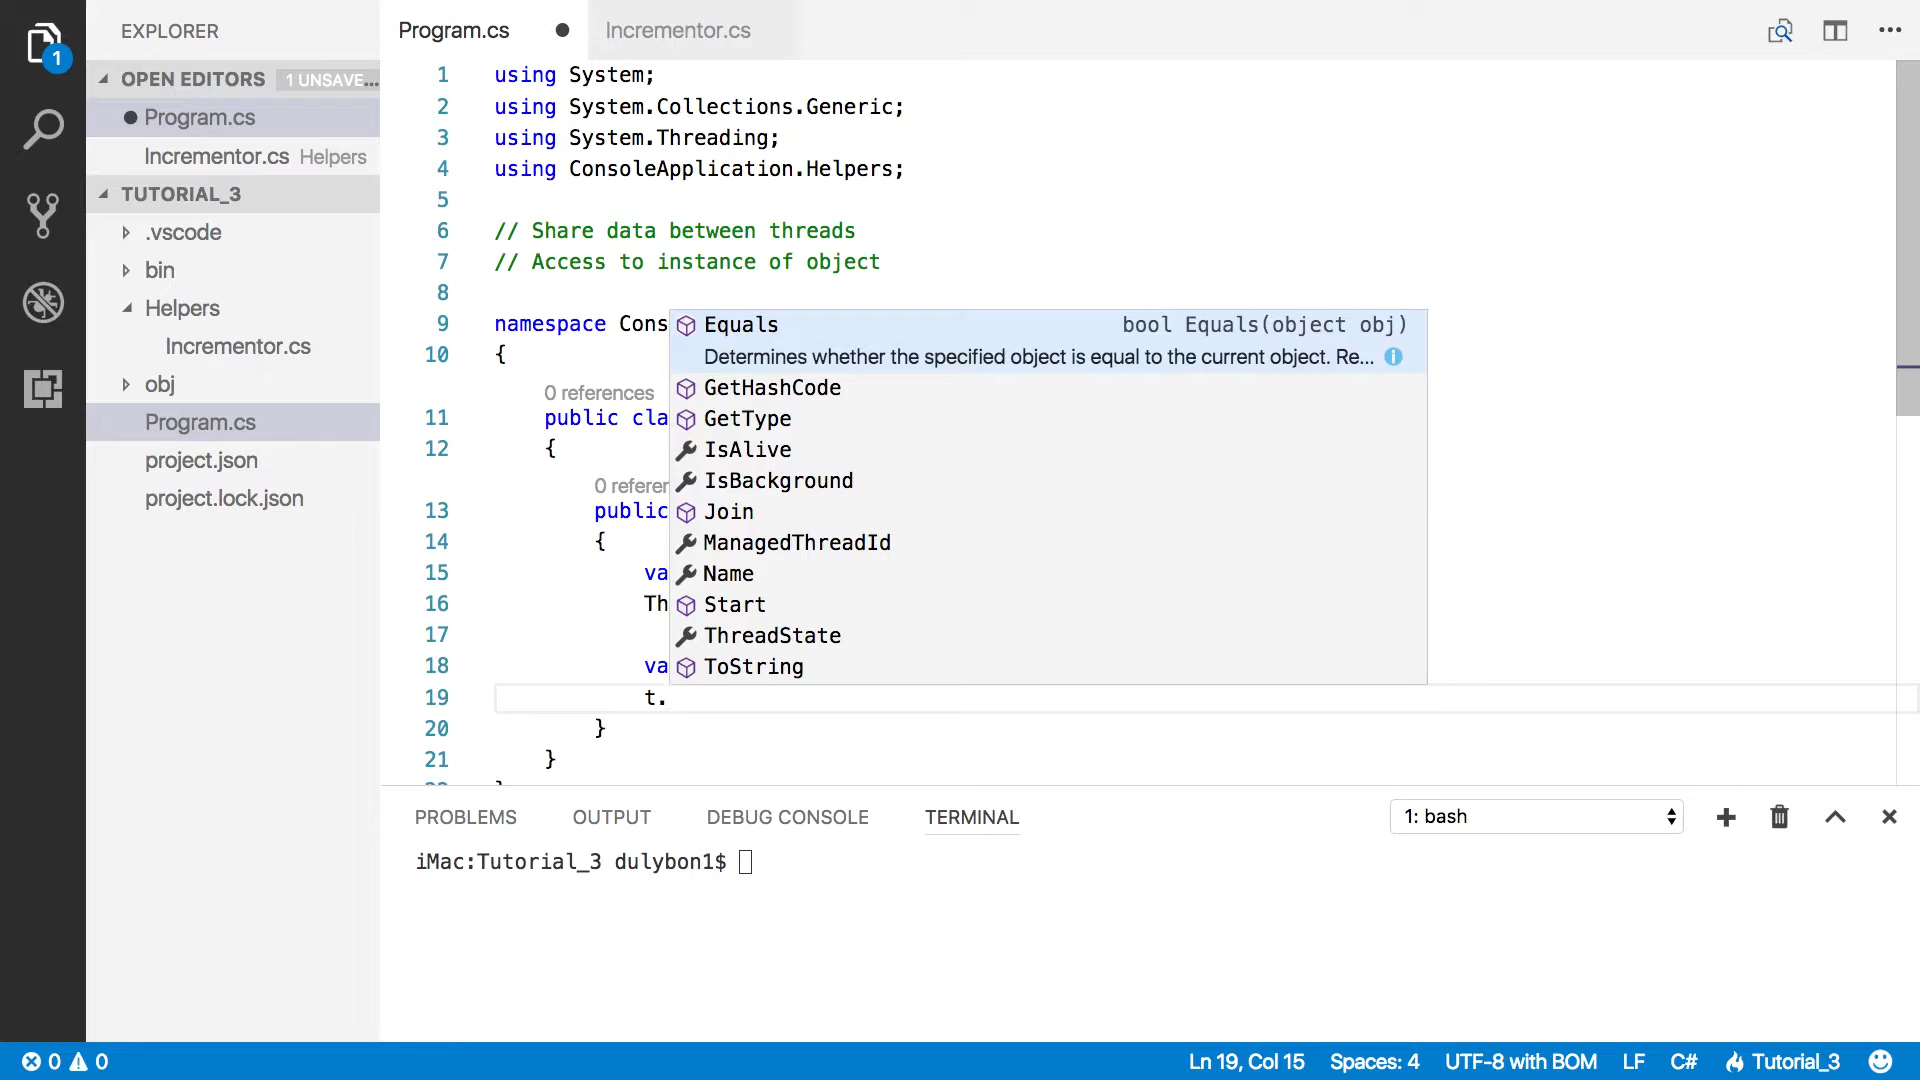 1
EXPLORER
OPEN EDITORS 1 UNSAVE...
Program.cs
Incrementor.cs Helpers
TUTORIAL_3
.vscode
bin
Helpers
Incrementor.cs
obj
Program.cs
project.json
project.lock.json
Program.cs Incrementor.cs
1 using System;
2 using System.Collections.Generic;
3 using System.Threading;
4 using ConsoleApplication.Helpers;
5
6 // Share data between threads
7 // Access to instance of object
8
9 namespace Cons
10 {
0 references
11 public cla
12 {
0 referer
13 public
14 {
15 va
16 Th
17
18 va
19 t.
20 }
21 }
Equals bool Equals(object obj)
Determines whether the specified object is equal to the current object. Re...
GetHashCode
GetType
IsAlive
IsBackground
Join
ManagedThreadId
Name
Start
ThreadState
ToString
PROBLEMS OUTPUT DEBUG CONSOLE TERMINAL 1: bash
iMac:Tutorial_3 dulybon1$
0 0 Ln 19, Col 15 Spaces: 4 UTF-8 with BOM LF C# Tutorial_3